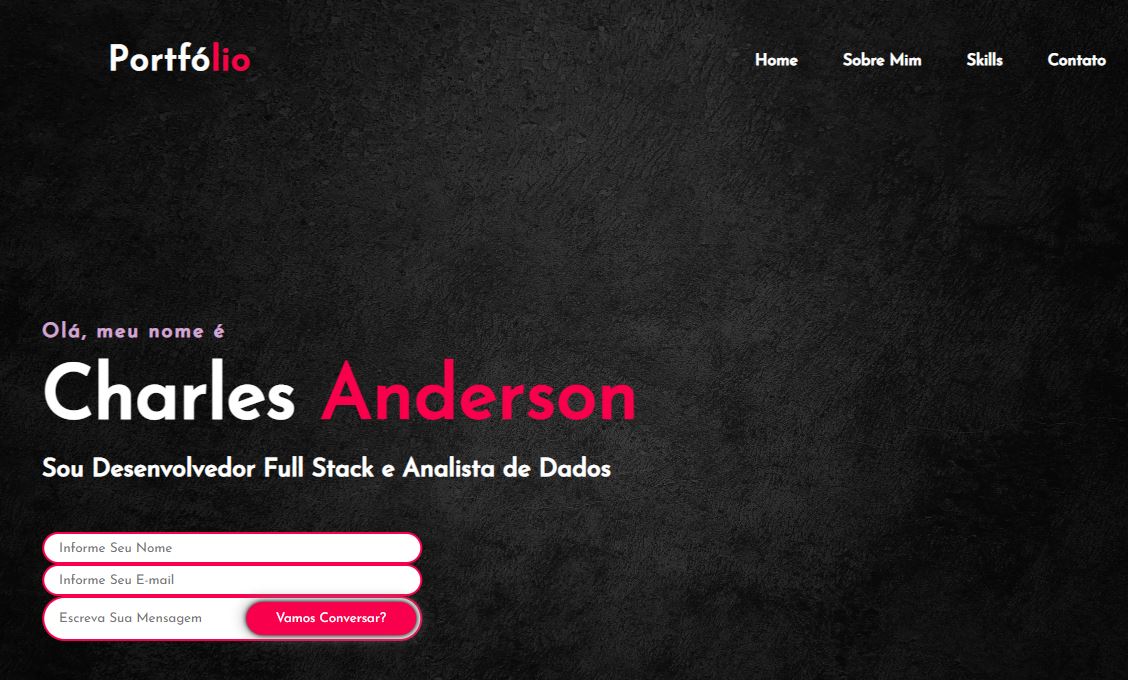 Portfólio
Home Sobre Mim Skills Contato
Olá, meu nome é
Charles Anderson
Sou Desenvolvedor Full Stack e Analista de Dados
Informe Seu Nome
Informe Seu E-mail
Escreva Sua Mensagem Vamos Conversar?